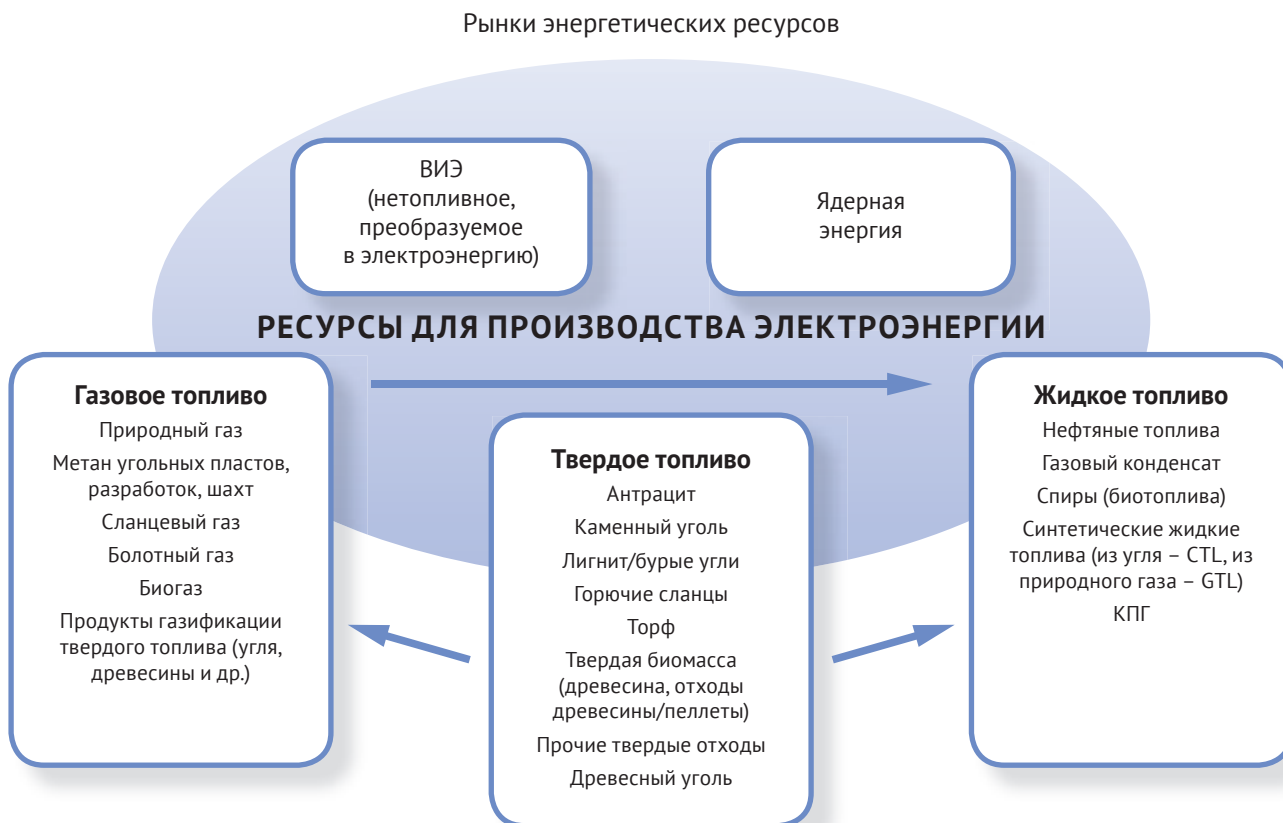 Рынки энергетических ресурсов
ВИЭ
(нетопливное,
преобразуемое
в электроэнергию)
Ядерная
энергия
РЕСУРСЫ ДЛЯ ПРОИЗВОДСТВА ЭЛЕКТРОЭНЕРГИИ
Газовое топливо
Природный газ
Метан угольных пластов,
разработок, шахт
Сланцевый газ
Болотный газ
Биогаз
Продукты газификации
твердого топлива (угля,
древесины и др.)
Твердое топливо
Антрацит
Каменный уголь
Лигнит/бурые угли
Горючие сланцы
Торф
Твердая биомасса
(древесина, отходы
древесины/пеллеты)
Прочие твердые отходы
Древесный уголь
Жидкое топливо
Нефтяные топлива
Газовый конденсат
Спиры (биотоплива)
Синтетические жидкие
топлива (из угля – CTL, из
природного газа – GTL)
КПГ